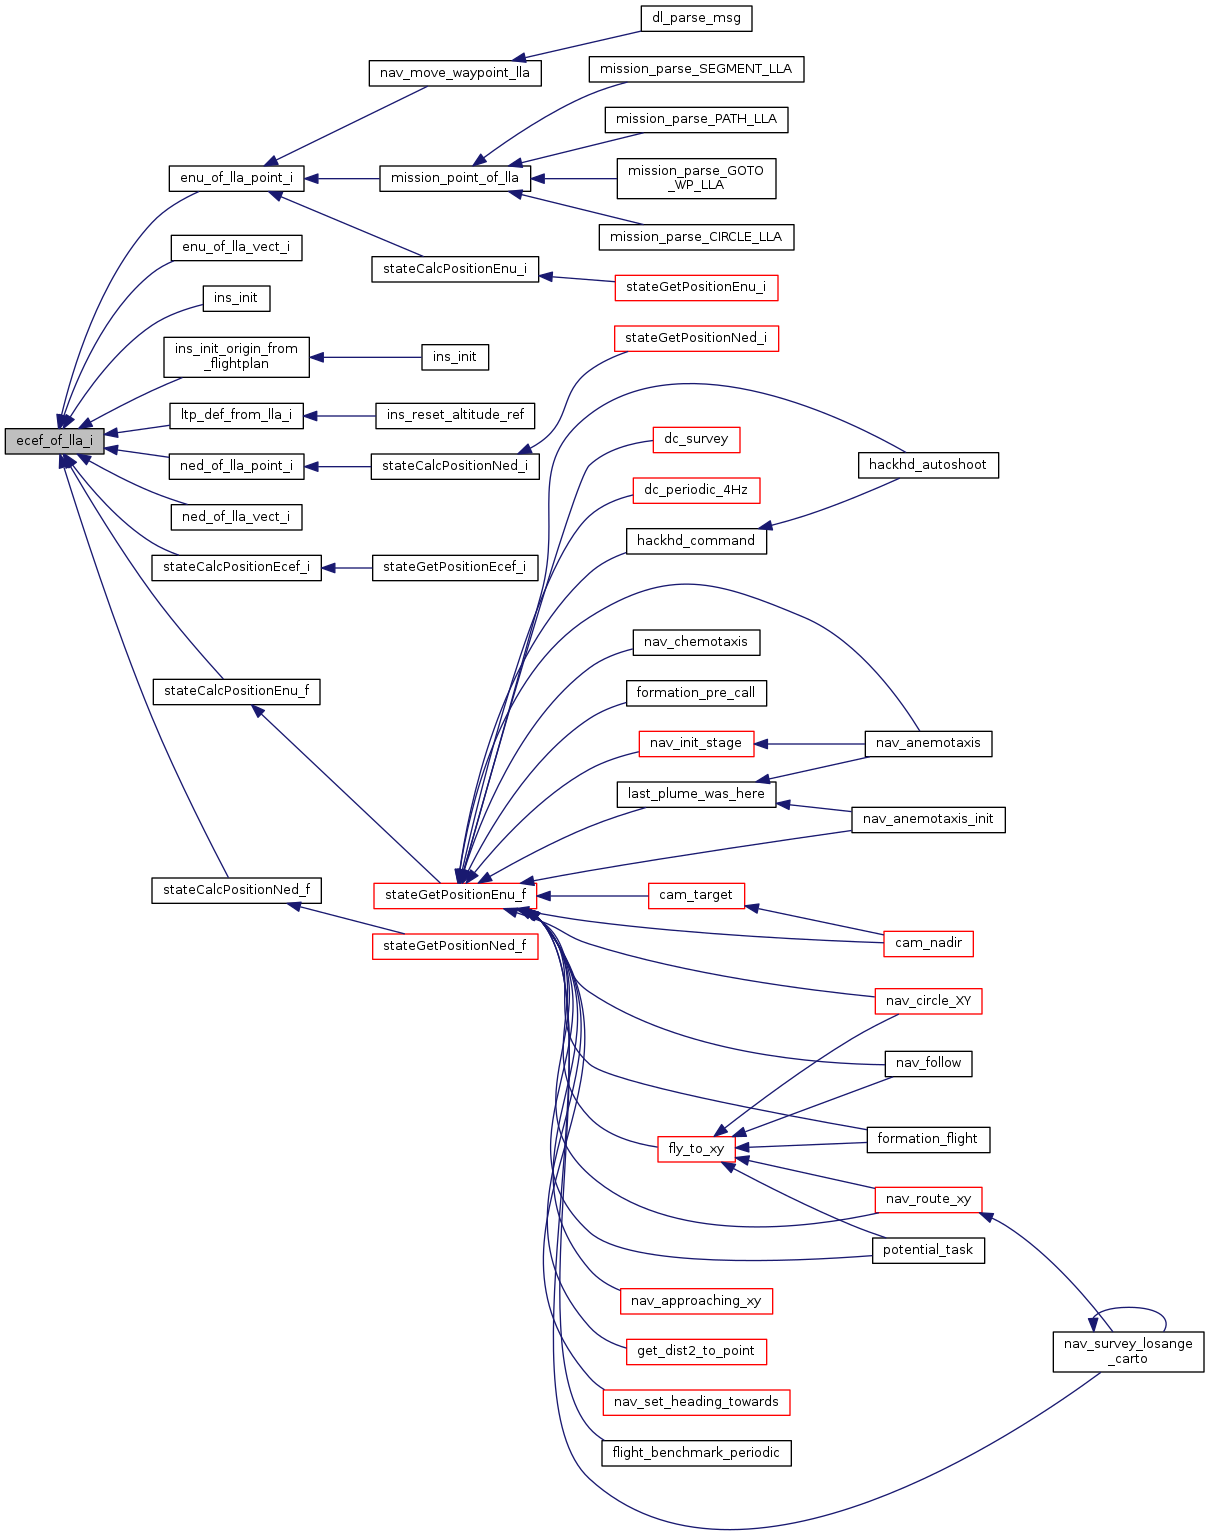 dl_parse_msg
nav_move_waypoint_lla
mission_parse_SEGMENT_LLA
mission_parse_PATH_LLA
enu_of_lla_point_i
mission_point_of_lla
mission_parse_GOTO
_WP_LLA
mission_parse_CIRCLE_LLA
enu_of_lla_vect_i
stateCalcPositionEnu_i
stateGetPositionEnu_i
ins_init
stateGetPositionNed_i
ins_init_origin_from
_flightplan
ins_init
ltp_def_from_lla_i
ins_reset_altitude_ref
ecef_of_lla_i
dc_survey
ned_of_lla_point_i
stateCalcPositionNed_i
hackhd_autoshoot
dc_periodic_4Hz
ned_of_lla_vect_i
hackhd_command
stateCalcPositionEcef_i
stateGetPositionEcef_i
nav_chemotaxis
stateCalcPositionEnu_f
formation_pre_call
nav_init_stage
nav_anemotaxis
last_plume_was_here
nav_anemotaxis_init
stateCalcPositionNed_f
stateGetPositionEnu_f
cam_target
stateGetPositionNed_f
cam_nadir
nav_circle_XY
nav_follow
formation_flight
fly_to_xy
nav_route_xy
potential_task
nav_approaching_xy
get_dist2_to_point
nav_survey_losange
_carto
nav_set_heading_towards
flight_benchmark_periodic